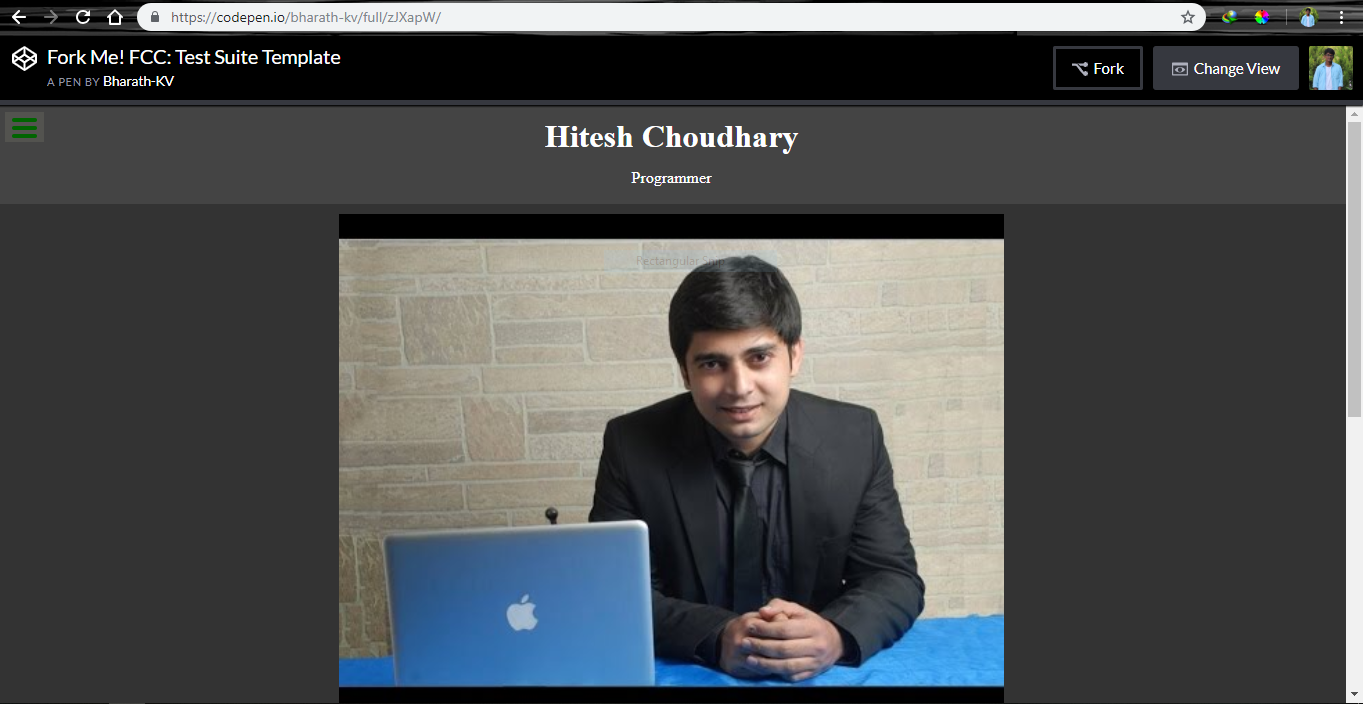 https://codepen.io/bharath-kv/full/zJXapW/
Fork Me! FCC: Test Suite Template
A PEN BY Bharath-KV
Fork
Change View
Hitesh Choudhary
Programmer
Rectangular Snip